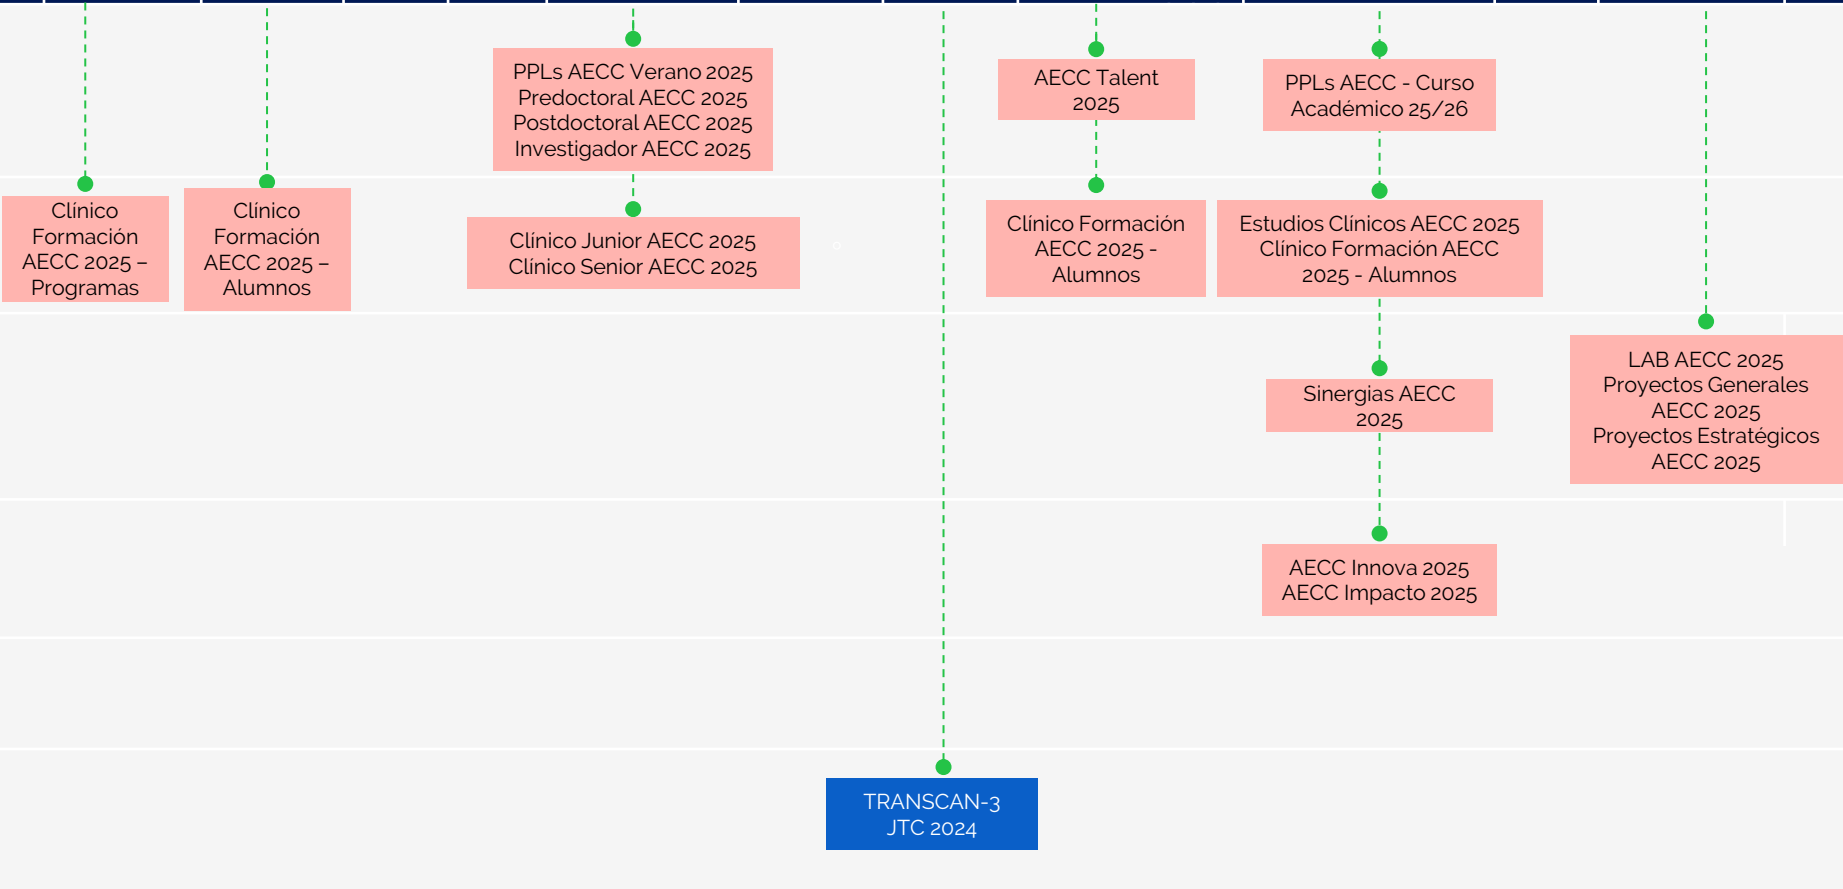 PPLs AECC Verano 2025
Predoctoral AECC 2025
Postdoctoral AECC 2025
Investigador AECC 2025
AECC Talent
2025
PPLs AECC - Curso
Académico 25/26
Clínico
Formación
AECC 2025 –
Programas
Clínico
Formación
AECC 2025 –
Alumnos
Clínico Junior AECC 2025
Clínico Senior AECC 2025
Clínico Formación
AECC 2025 -
Alumnos
Estudios Clínicos AECC 2025
Clínico Formación AECC
2025 - Alumnos
Sinergias AECC
2025
LAB AECC 2025
Proyectos Generales
AECC 2025
Proyectos Estratégicos
AECC 2025
AECC Innova 2025
AECC Impacto 2025
TRANSCAN-3
JTC 2024